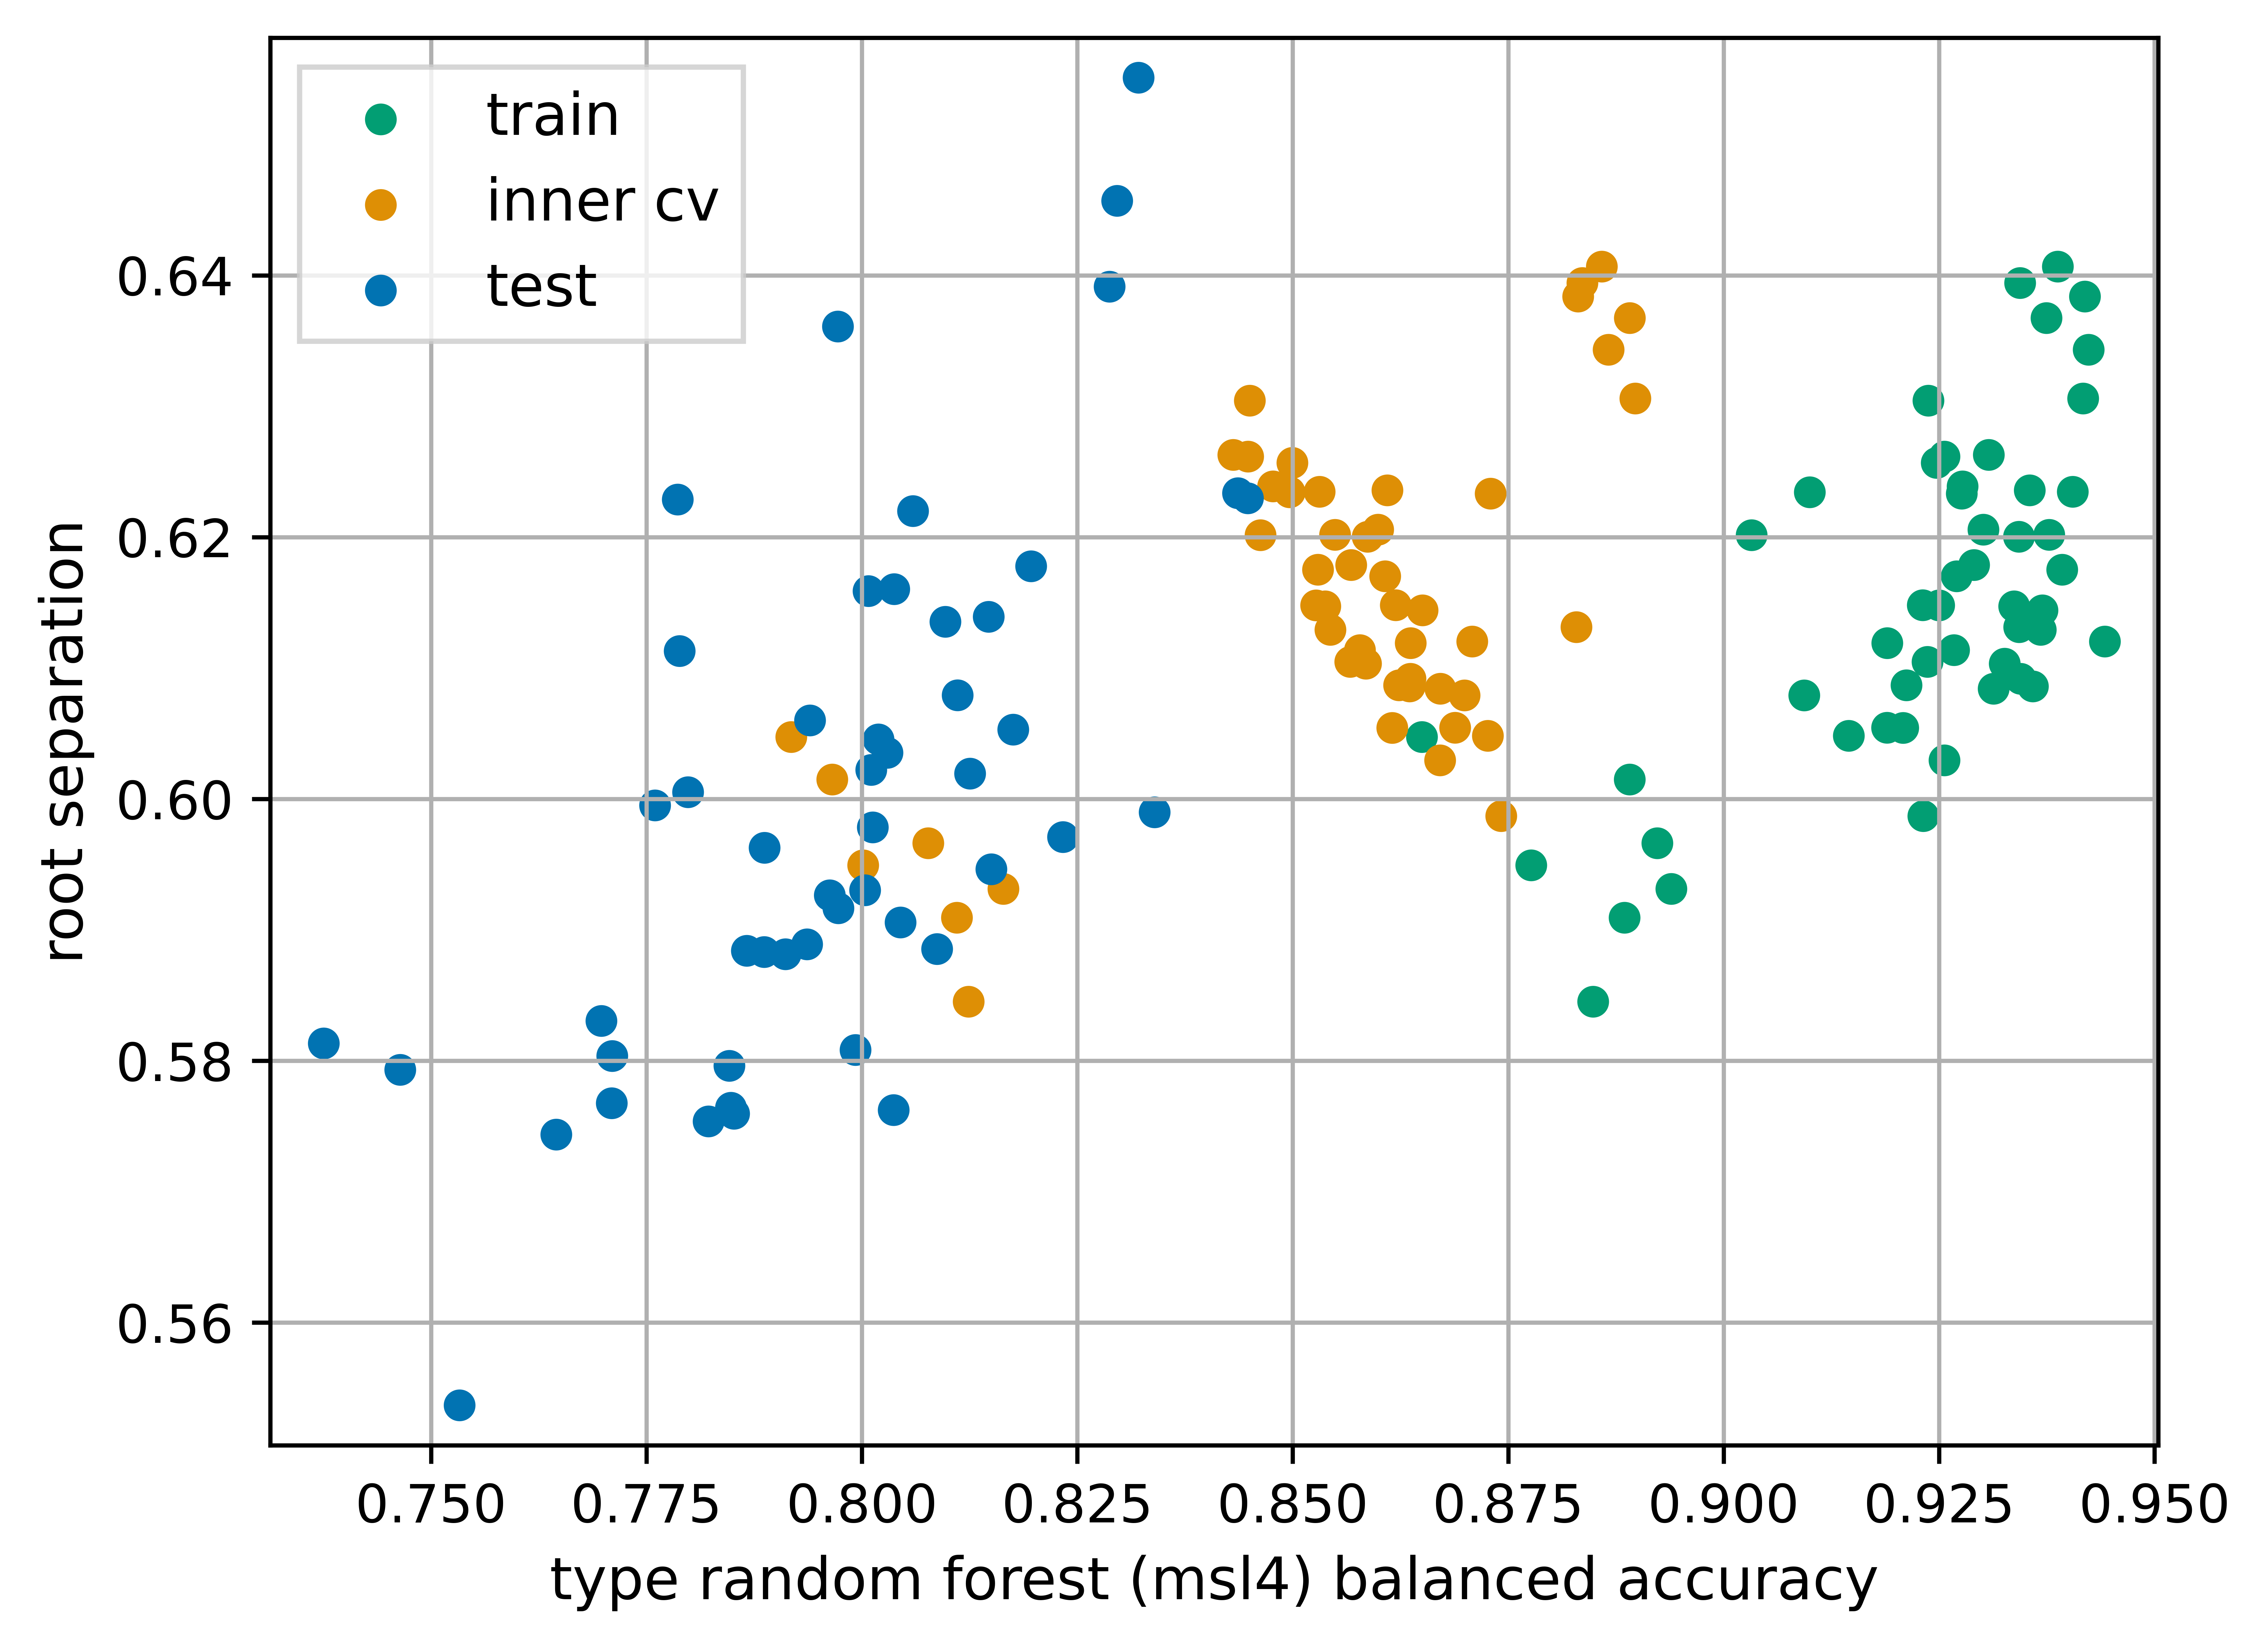 train
inner cv
test
root separation
0.64
0.62
0.60
0.58
0.56
0.750 0.775 0.800 0.825 0.850 0.875 0.900 0.925 0.950
type random forest (msl4) balanced accuracy